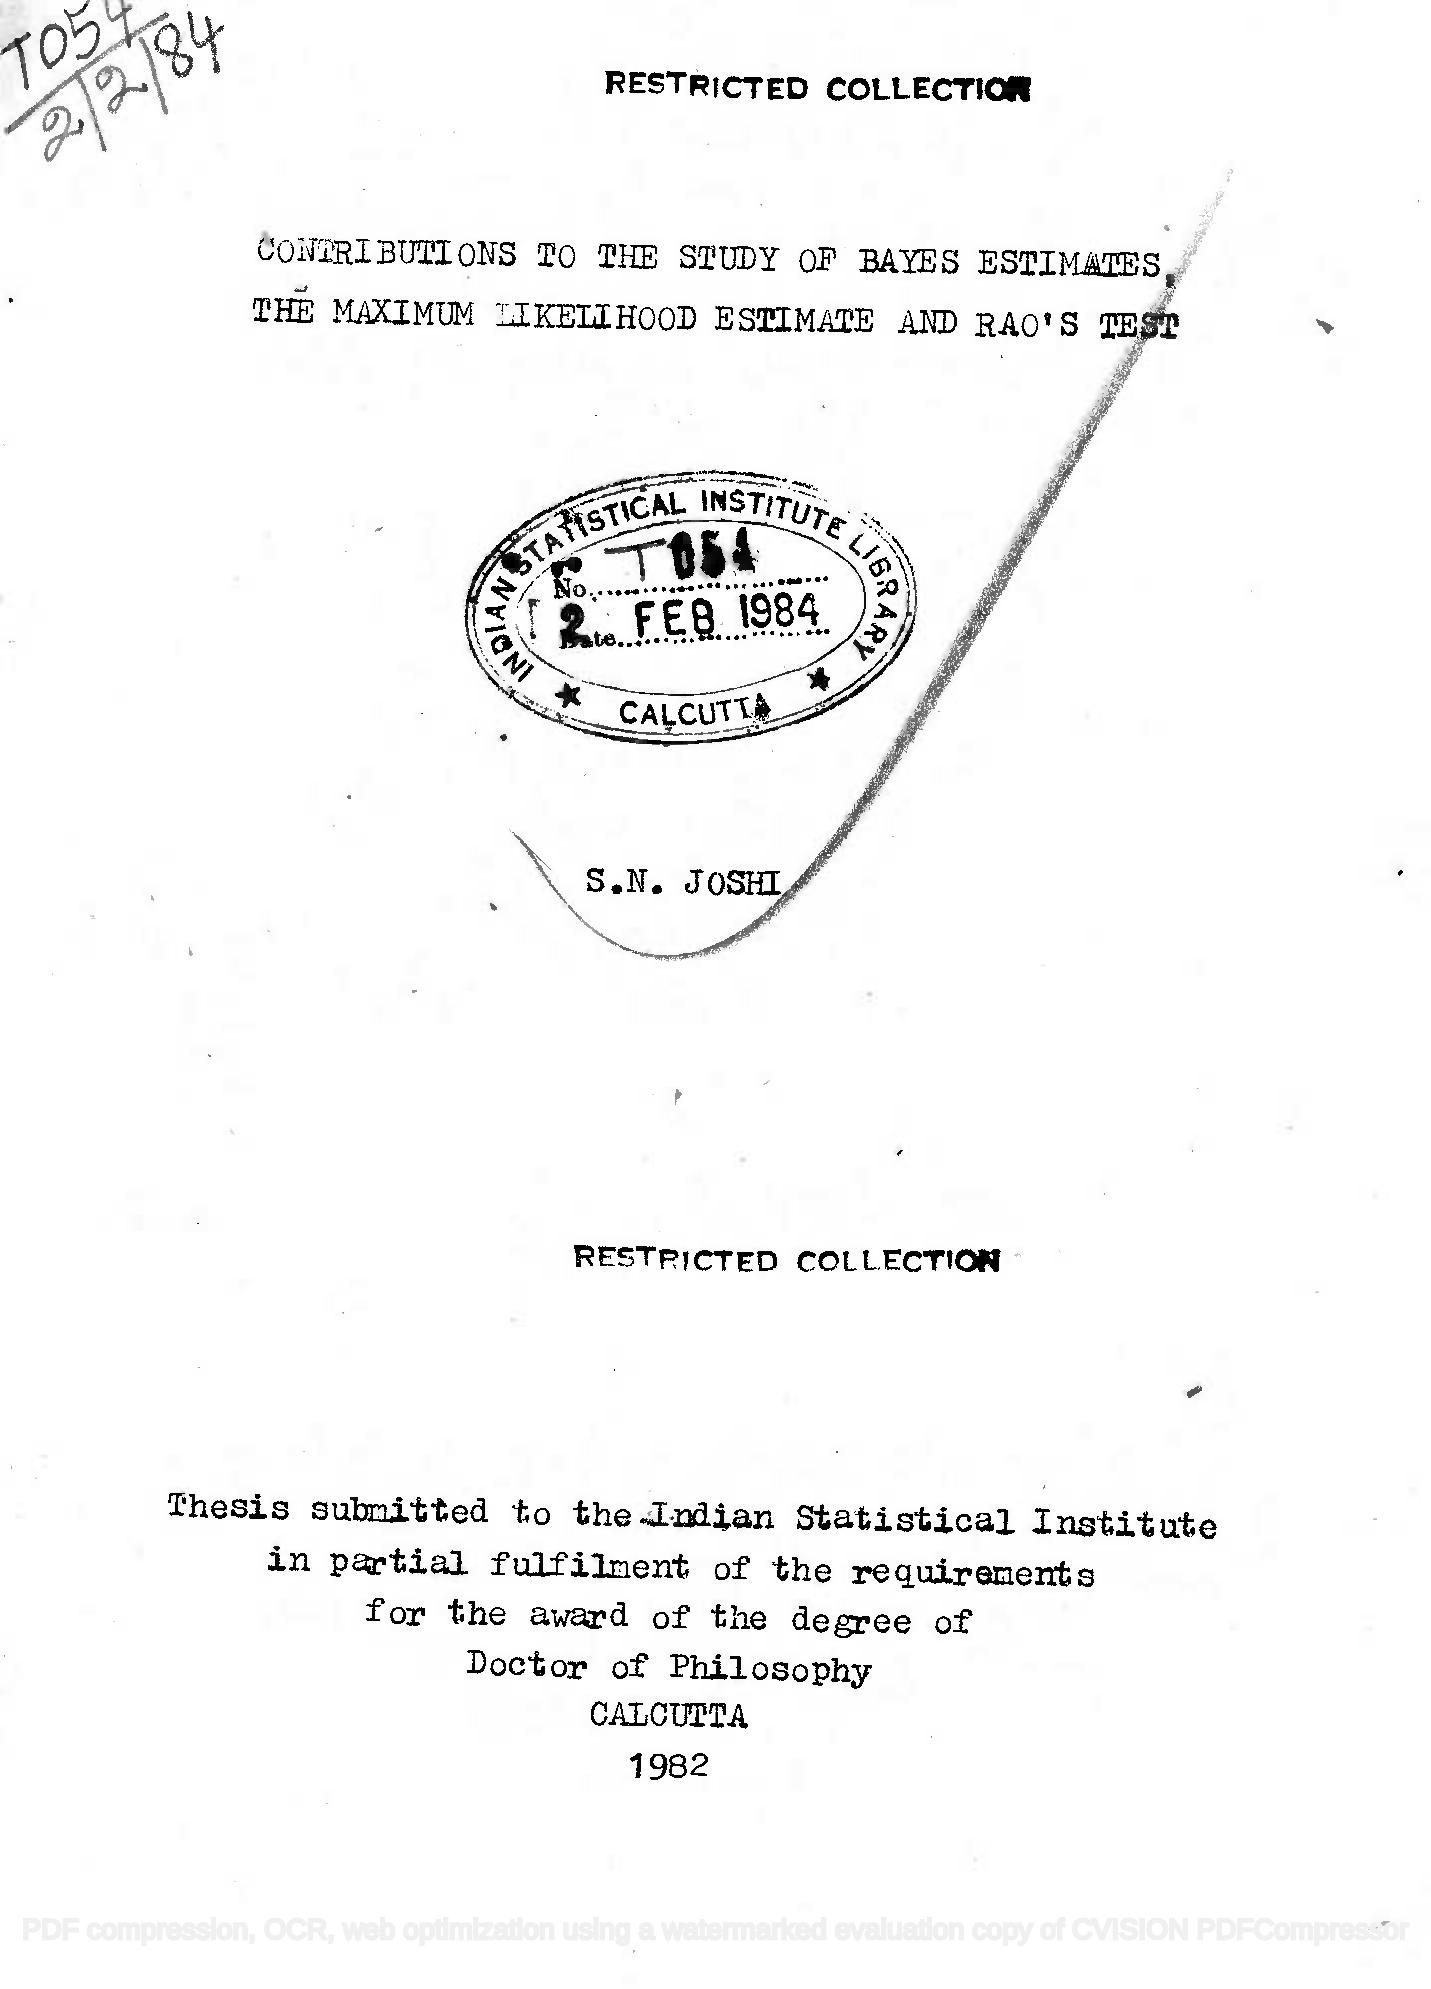 T054
2/2/84
RESTRICTED COLLECTION
CONTRIBUTIONS TO THE STUDY OF BAYES ESTIMATES,
THE MAXIMUM LIKELIHOOD ESTIMATE AND RAO'S TEST
INDIAN STATISTICAL INSTITUTE LIBRARY
No. T054
Date 2 FEB 1984
★ CALCUTTA ★
S.N. JOSHI
RESTRICTED COLLECTION
Thesis submitted to the Indian Statistical Institute
in partial fulfilment of the requirements
for the award of the degree of
Doctor of Philosophy
CALCUTTA
1982
PDF compression, OCR, web optimization using a watermarked evaluation copy of CVISION PDFCompressor